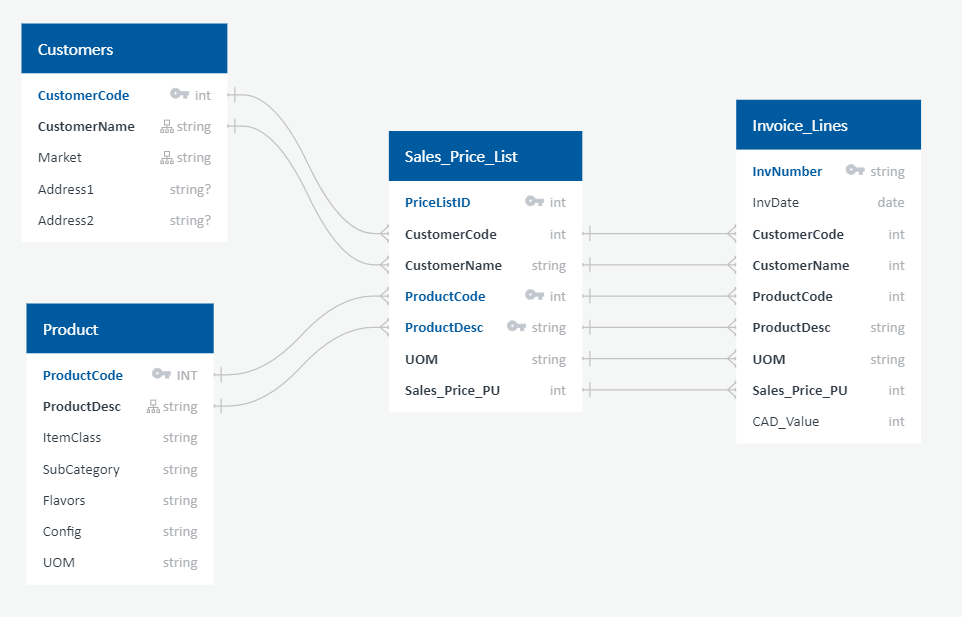 Customers
CustomerCode int
CustomerName string
Market string
Address1 string?
Address2 string?
Product
ProductCode INT
ProductDesc string
ItemClass string
SubCategory string
Flavors string
Config string
UOM string
Sales_Price_List
PriceListID int
CustomerCode int
CustomerName string
ProductCode int
ProductDesc string
UOM string
Sales_Price_PU int
Invoice_Lines
InvNumber string
InvDate date
CustomerCode int
CustomerName int
ProductCode int
ProductDesc string
UOM string
Sales_Price_PU int
CAD_Value int